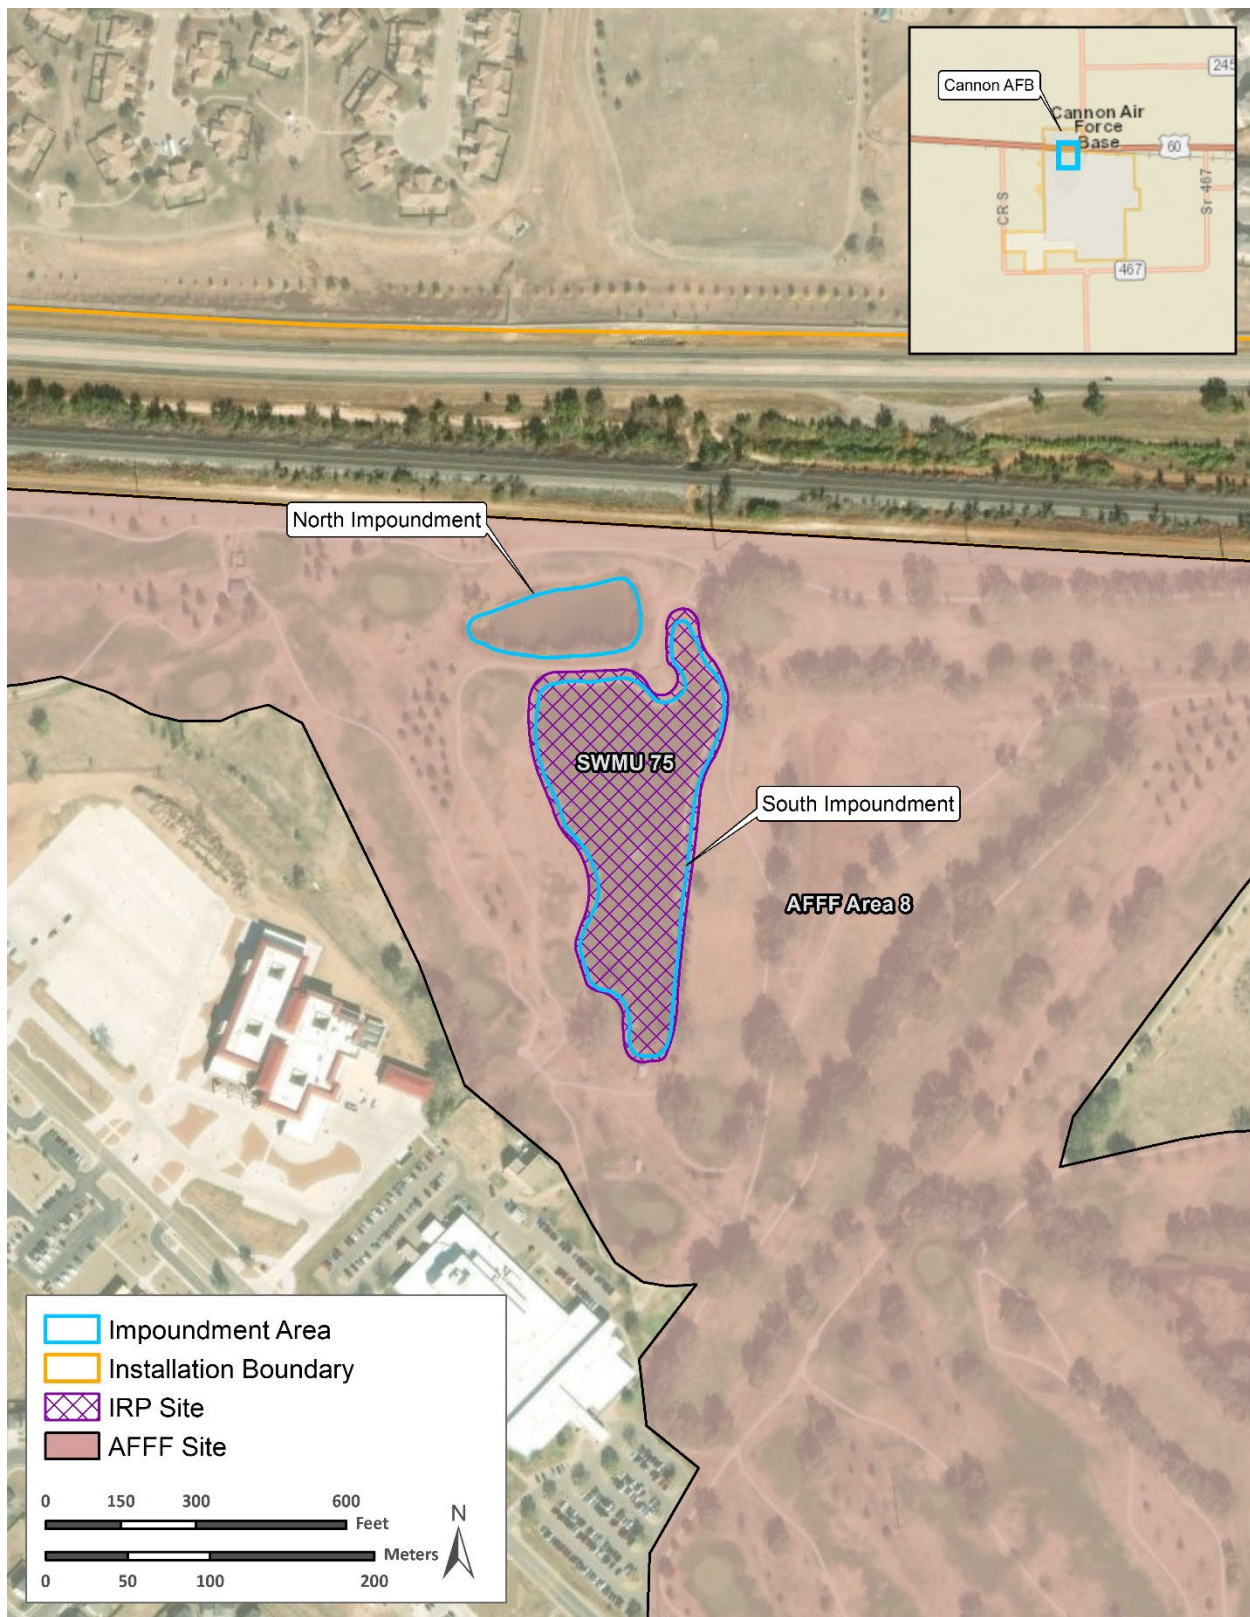 Cannon AFB
Cannon Air
Force
Base
245
60
CR S
Sr 467
467
North Impoundment
SWMU 75
South Impoundment
AFFF Area 8
Impoundment Area
Installation Boundary
IRP Site
AFFF Site
0 150 300 600
Feet
N
Meters
0 50 100 200